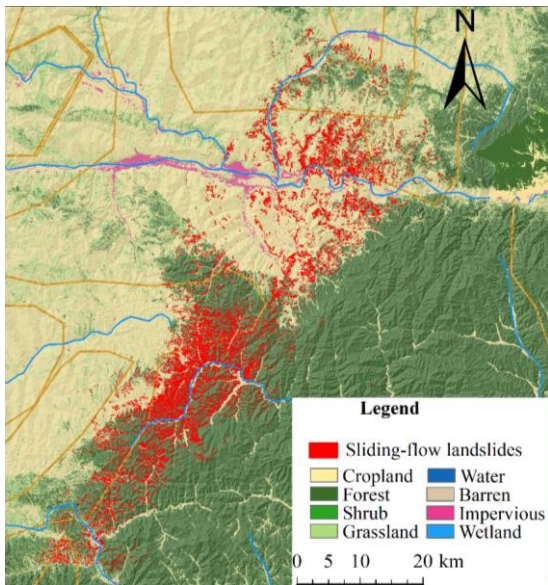 N
Legend
Sliding-flow landslides
Cropland Water
Forest Barren
Shrub Impervious
Grassland Wetland
0 5 10 20 km